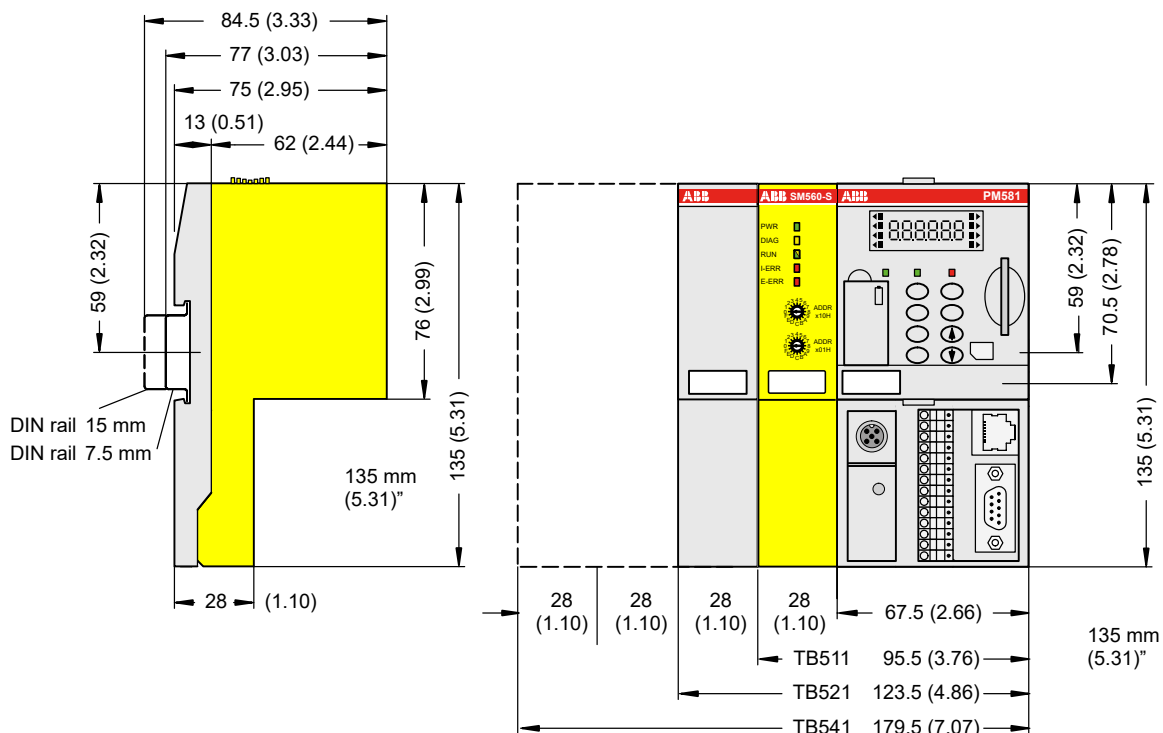 84.5 (3.33)
77 (3.03)
75 (2.95)
13 (0.51)
62 (2.44)
59 (2.32)
76 (2.99)
135 (5.31)
DIN rail 15 mm
DIN rail 7.5 mm
135 mm
(5.31)”
28 (1.10)
ABB
ABB SM560-S
ABB PM581
PWR
DIAG
RUN
I-ERR
E-ERR
ADDR
x10H
ADDR
x01H
888888
59 (2.32)
70.5 (2.78)
135 (5.31)
28
(1.10)
28
(1.10)
28
(1.10)
28
(1.10)
67.5 (2.66)
TB511 95.5 (3.76)
TB521 123.5 (4.86)
TB541 179.5 (7.07)
135 mm
(5.31)”